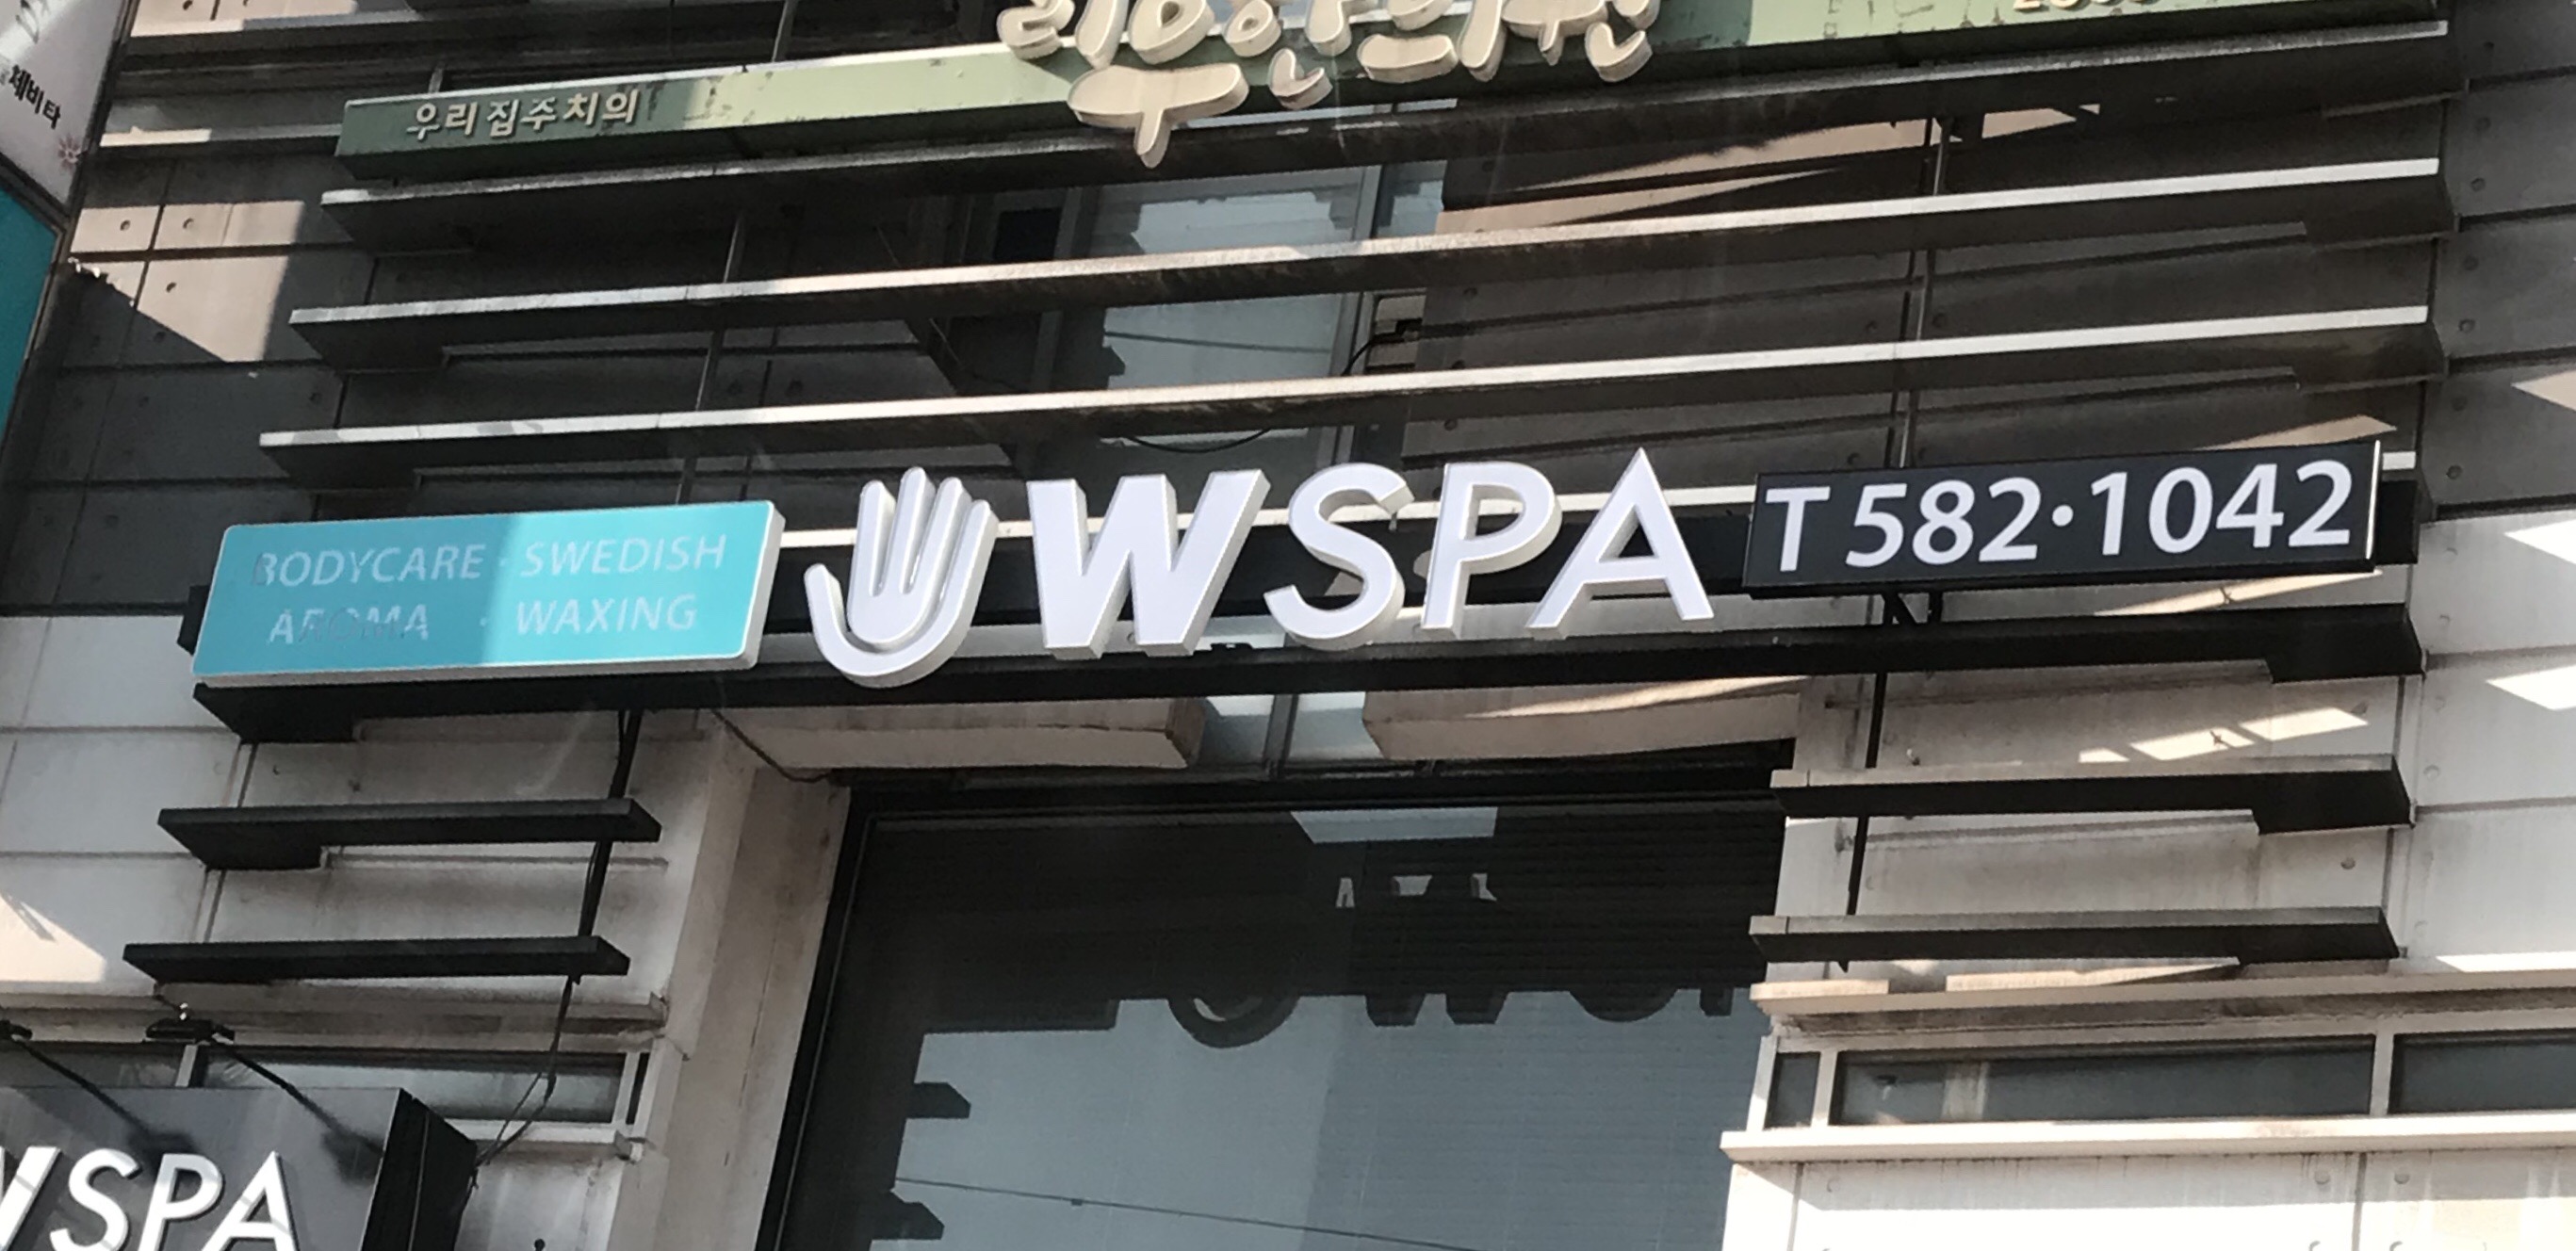 우리집주치의
BODYCARE · SWEDISH
AROMA · WAXING
WSPA
T 582·1042
WSPA